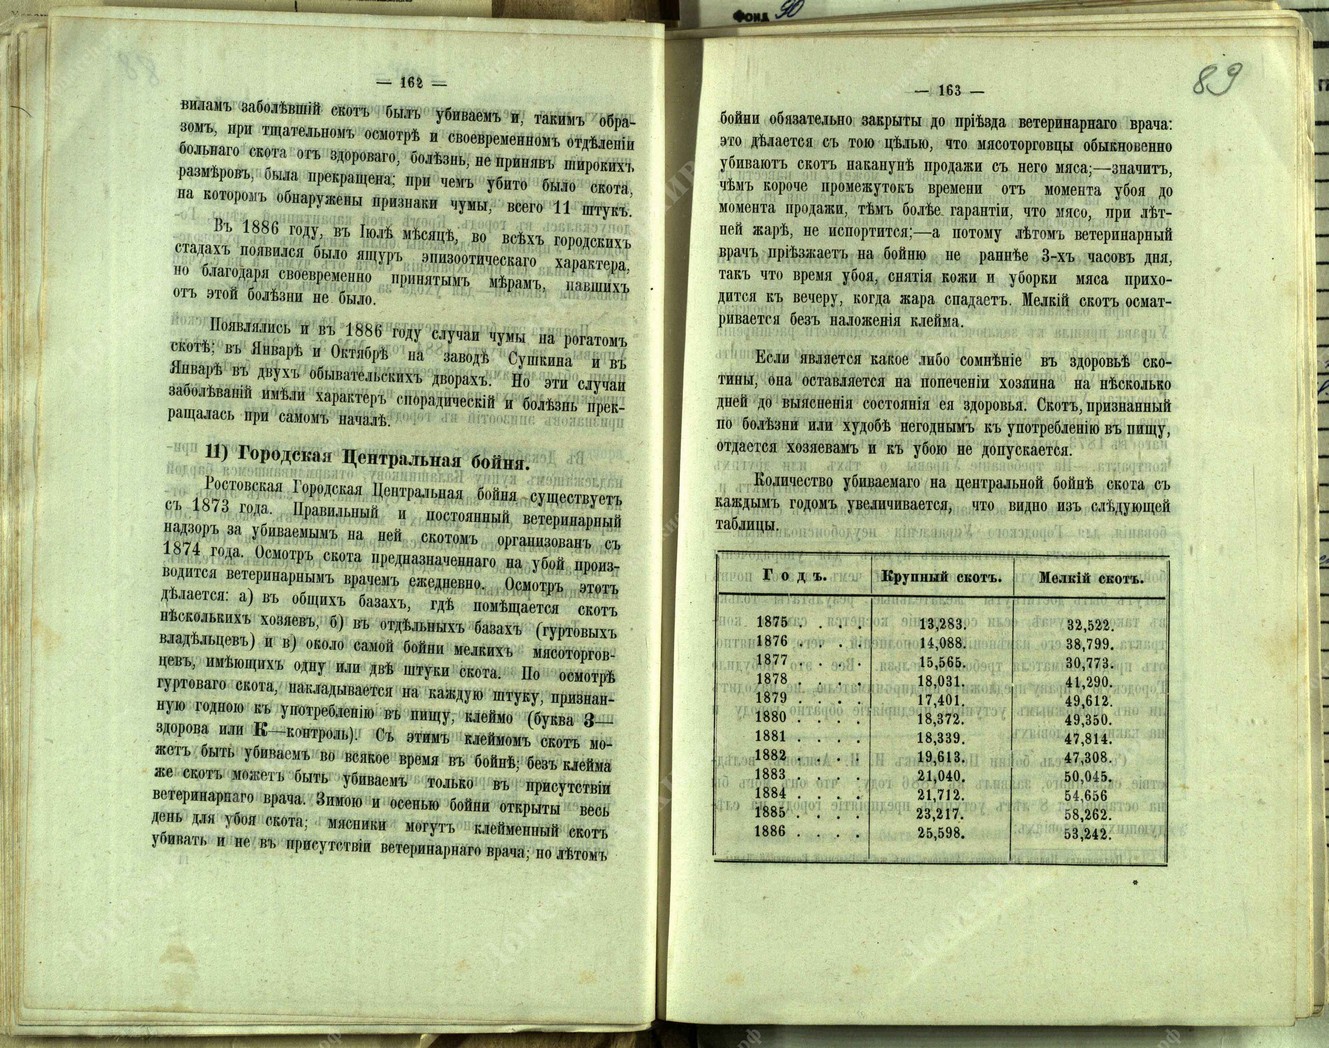 Фонд 90
— 162 —
виламъ заболѣвшій скотъ былъ убиваемъ и, такимъ обра-
зомъ, при тщательномъ осмотрѣ и своевременномъ отдѣленіи
больнаго скота отъ здороваго, болѣзнь, не принявъ широкихъ
размѣровъ, была прекращена; при чемъ убито было скота,
на которомъ обнаружены признаки чумы, всего 11 штукъ.
Въ 1886 году, въ Іюлѣ мѣсяцѣ, во всѣхъ городскихъ
стадахъ появился было ящуръ эпизоотическаго характера,
но благодаря своевременно принятымъ мѣрамъ, павшихъ
отъ этой болѣзни не было.
Появлялись и въ 1886 году случаи чумы на рогатомъ
скотѣ; въ Январѣ и Октябрѣ на заводѣ Сушкина и въ
Январѣ въ двухъ обывательскихъ дворахъ. Но эти случаи
заболѣваній имѣли характеръ спорадическій и болѣзнь прек-
ращалась при самомъ началѣ.
11) Городская Центральная бойня.
Ростовская Городская Центральная бойня существуетъ
съ 1873 года. Правильный и постоянный ветеринарный
надзоръ за убиваемымъ на ней скотомъ организованъ съ
1874 года. Осмотръ скота предназначеннаго на убой произ-
водится ветеринарнымъ врачемъ ежедневно. Осмотръ этотъ
дѣлается: а) въ общихъ базахъ, гдѣ помѣщается скотъ
нѣсколькихъ хозяевъ, б) въ отдѣльныхъ базахъ (гуртовыхъ
владѣльцевъ) и в) около самой бойни мелкихъ мясоторгов-
цевъ, имѣющихъ одну или двѣ штуки скота. По осмотрѣ
гуртоваго скота, накладывается на каждую штуку, признан-
ную годною къ употребленію въ пищу, клеймо (буква З—
здорова или К—контроль). Съ этимъ клеймомъ скотъ мо-
жетъ быть убиваемъ во всякое время въ бойнѣ; безъ клейма
же скотъ можетъ быть убиваемъ только въ присутствіи
ветеринарнаго врача. Зимою и осенью бойни открыты весь
день для убоя скота; мясники могутъ клейменный скотъ
убивать и не въ присутствіи ветеринарнаго врача; но лѣтомъ
89
— 163 —
бойни обязательно закрыты до пріѣзда ветеринарнаго врача:
это дѣлается съ тою цѣлью, что мясоторговцы обыкновенно
убиваютъ скотъ наканунѣ продажи съ него мяса;—значитъ,
чѣмъ короче промежутокъ времени отъ момента убоя до
момента продажи, тѣмъ болѣе гарантіи, что мясо, при лѣт-
ней жарѣ, не испортится;—а потому лѣтомъ ветеринарный
врачъ пріѣзжаетъ на бойню не раннѣе 3-хъ часовъ дня,
такъ что время убоя, снятія кожи и уборки мяса прихо-
дится къ вечеру, когда жара спадаетъ. Мелкій скотъ осмат-
ривается безъ наложенія клейма.
Если является какое либо сомнѣніе въ здоровьѣ ско-
тины, она оставляется на попеченіи хозяина на нѣсколько
дней до выясненія состоянія ея здоровья. Скотъ, признанный
по болѣзни или худобѣ негоднымъ къ употребленію въ пищу,
отдается хозяевамъ и къ убою не допускается.
Количество убиваемаго на центральной бойнѣ скота съ
каждымъ годомъ увеличивается, что видно изъ слѣдующей
таблицы.
Годъ. Крупный скотъ. Мелкій скотъ.
1875 . . . . 13,283. 32,522.
1876 . . . . 14,088. 38,799.
1877 . . . . 15,565. 30,773.
1878 . . . . 18,031. 41,290.
1879 . . . . 17,401. 49,612.
1880 . . . . 18,372. 49,350.
1881 . . . . 18,339. 47,814.
1882 . . . . 19,613. 47,308.
1883 . . . . 21,040. 50,045.
1884 . . . . 21,712. 54,656
1885 . . . . 23,217. 58,262.
1886 . . . . 25,598. 53,242.
*